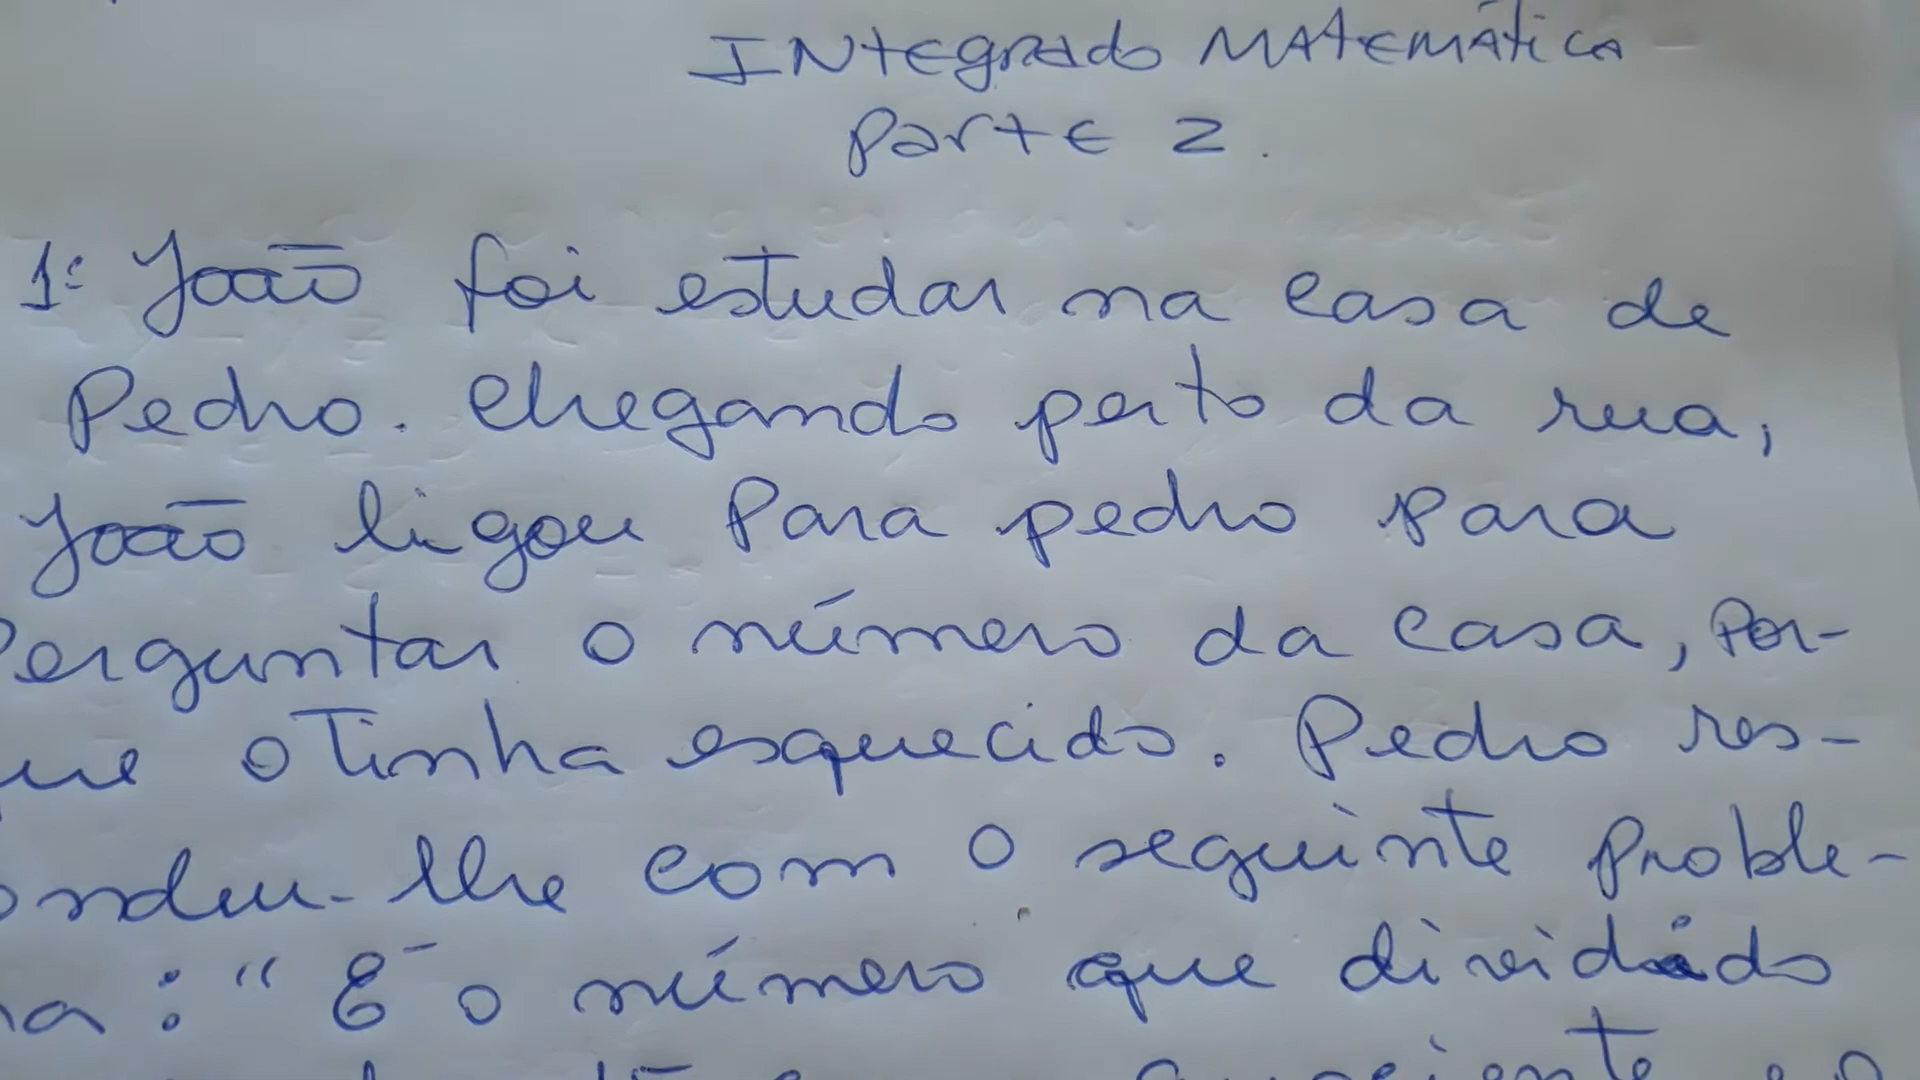 INtEgrado MATEMÁTICA
PartE 2.
1: João foi estudar na casa de
Pedro. Chegando perto da rua,
João ligou Para pedro para
Perguntar o número da casa, Por-
ue o tinha esquecido. Pedro res-
ondeu-lhe com o seguinte proble-
ma: " É o número que dividido